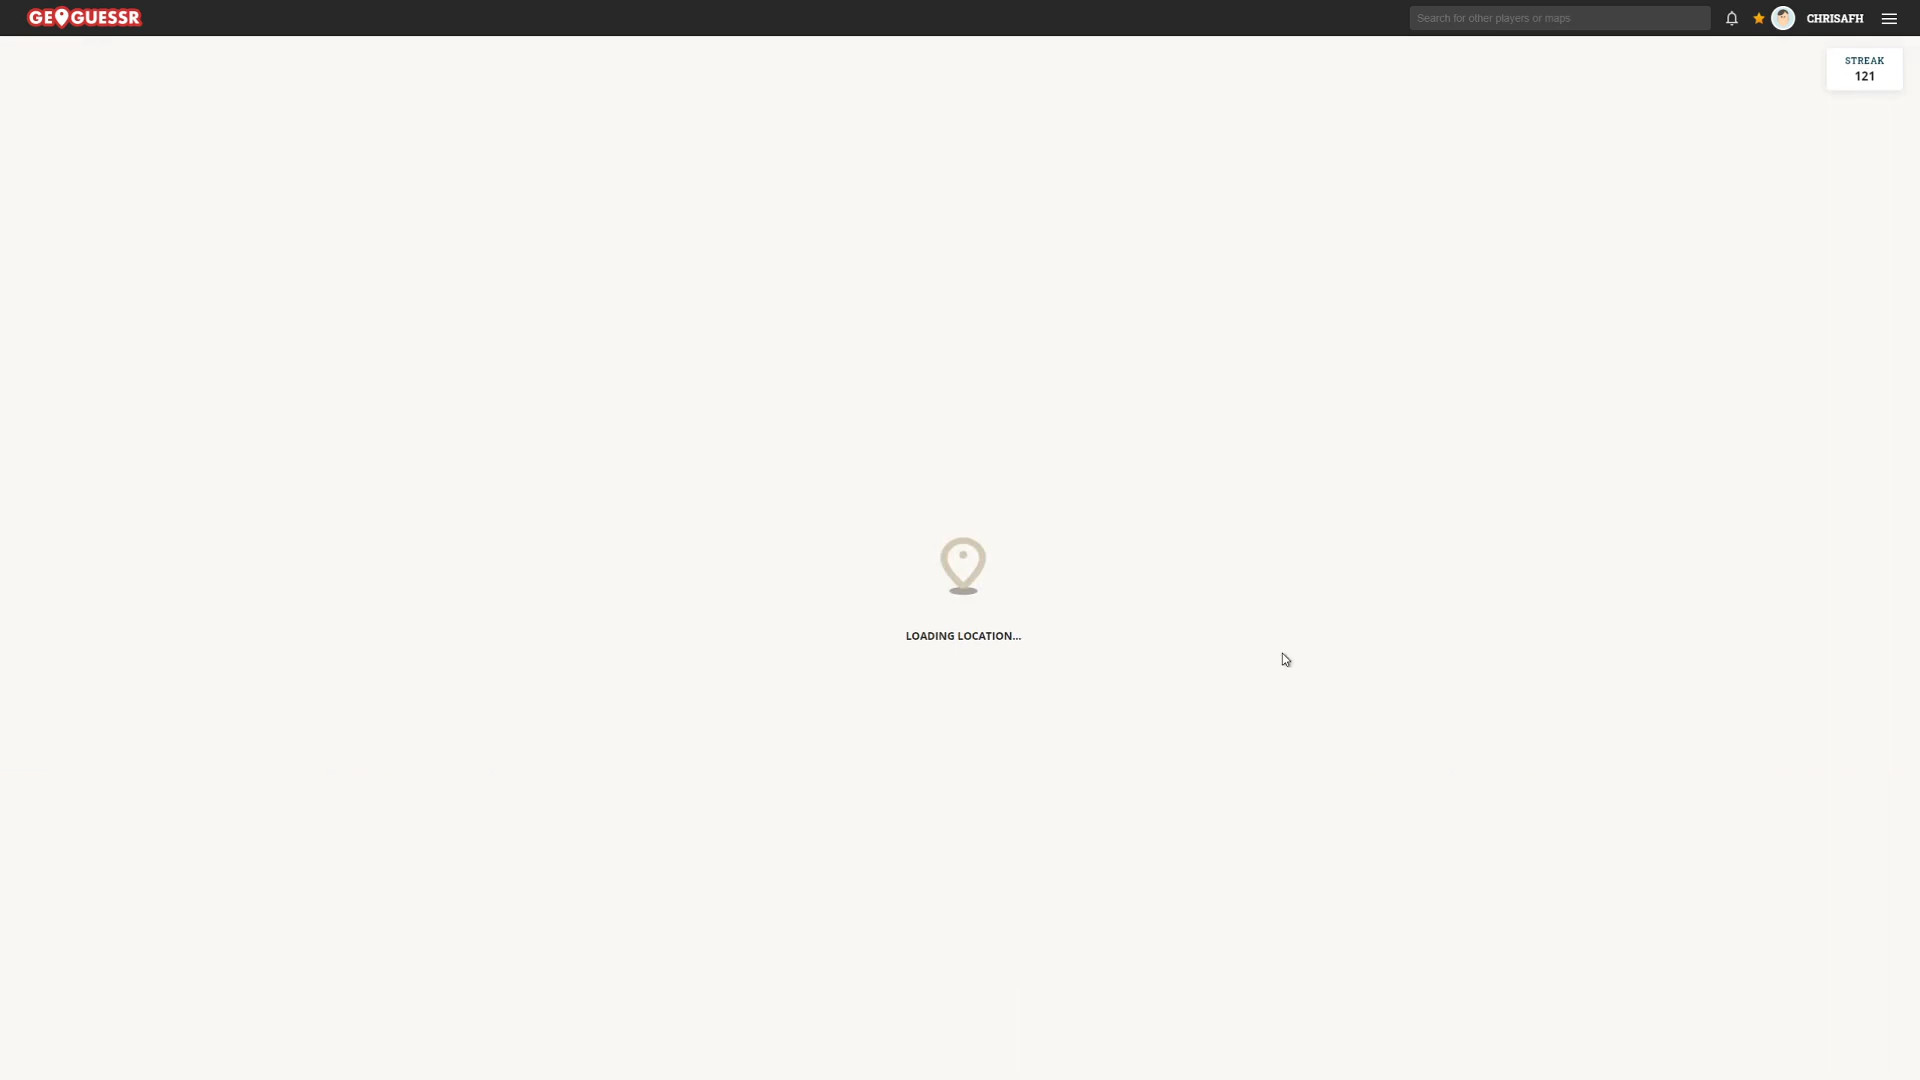 GEOGUESSR
Search for other players or maps
CHRISAFH
STREAK
121
LOADING LOCATION...